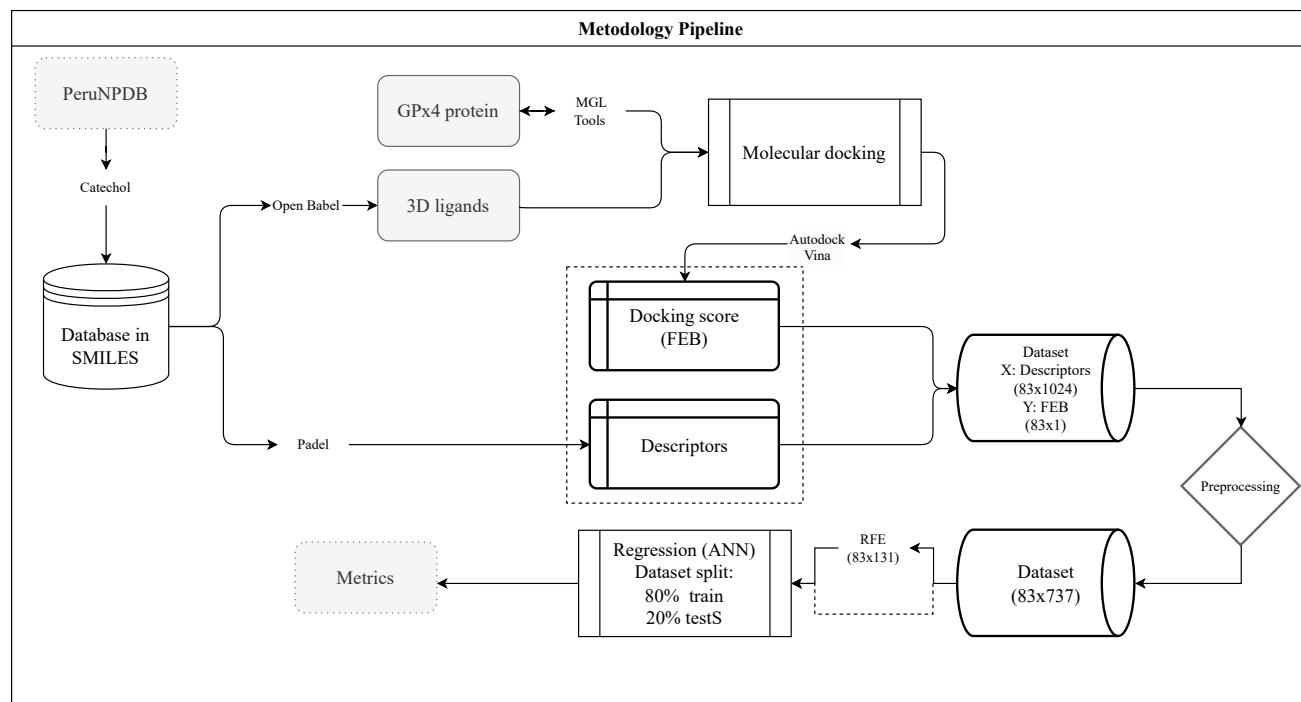 Metodology Pipeline
PeruNPDB
GPx4 protein
MGL
Tools
Molecular docking
Catechol
Open Babel
3D ligands
Autodock
Vina
Database in
SMILES
Docking score
(FEB)
Dataset
X: Descriptors
(83x1024)
Y: FEB
(83x1)
Padel
Descriptors
Preprocessing
Metrics
Regression (ANN)
Dataset split:
80% train
20% testS
RFE
(83x131)
Dataset
(83x737)